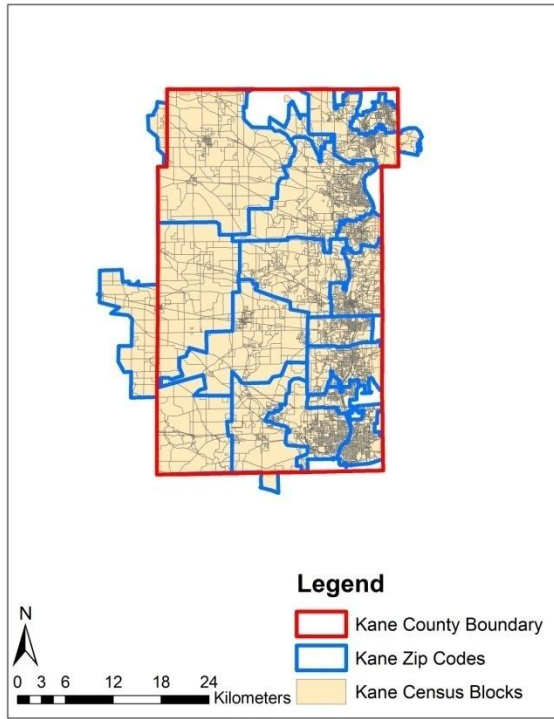 Legend
Kane County Boundary
Kane Zip Codes
Kane Census Blocks
N
0 3 6 12 18 24
Kilometers